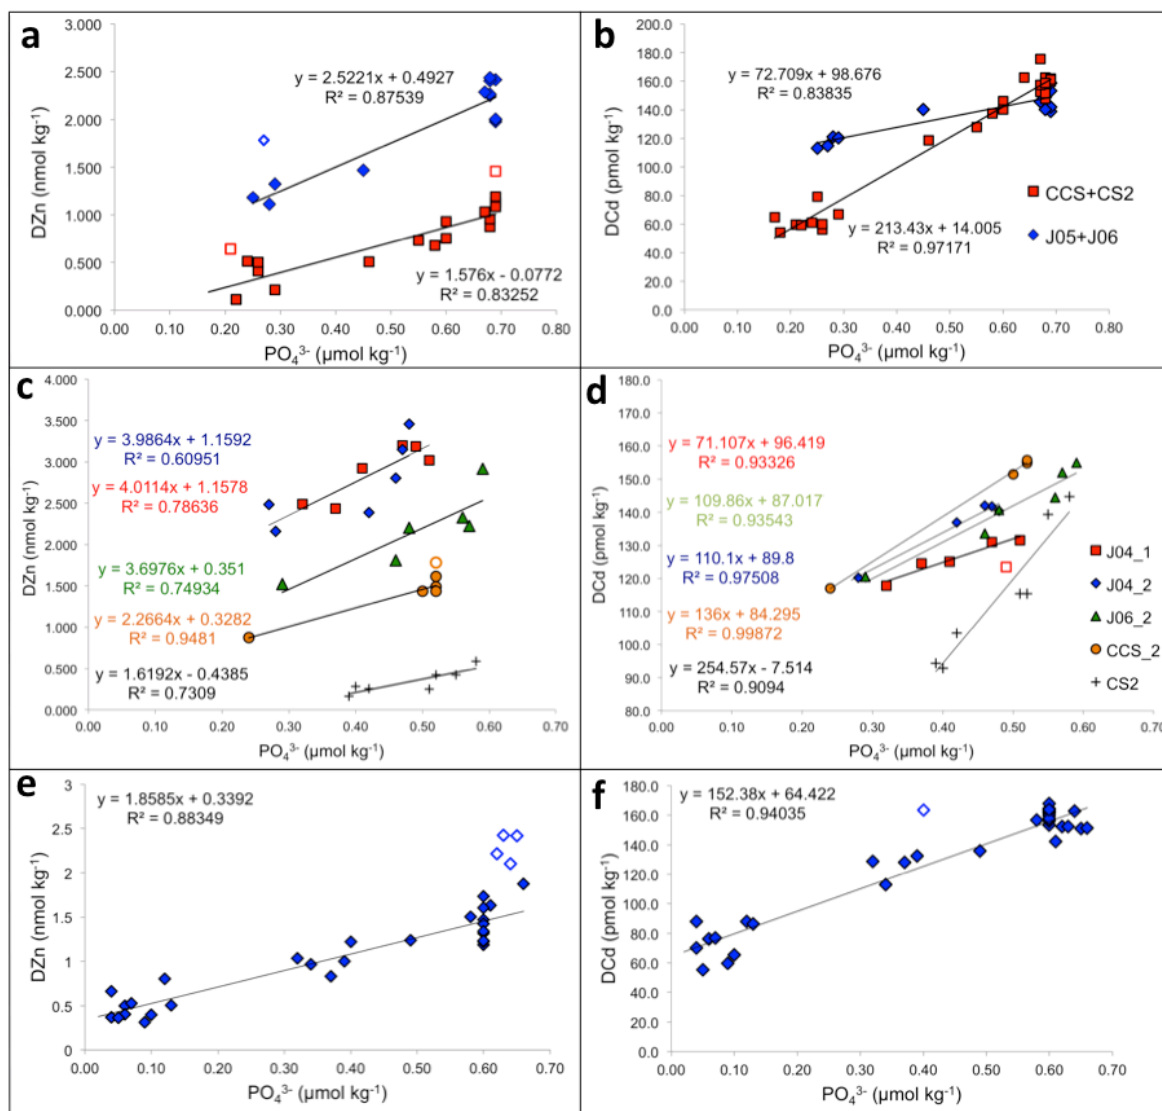 a
3.000
2.500
2.000
1.500
1.000
0.500
0.000
DZn (nmol kg⁻¹)
y = 2.5221x + 0.4927
R² = 0.87539
y = 1.576x - 0.0772
R² = 0.83252
0.00 0.10 0.20 0.30 0.40 0.50 0.60 0.70 0.80
PO₄³⁻ (µmol kg⁻¹)
b
200.0
180.0
160.0
140.0
120.0
100.0
80.0
60.0
40.0
20.0
0.0
DCd (pmol kg⁻¹)
y = 72.709x + 98.676
R² = 0.83835
y = 213.43x + 14.005
R² = 0.97171
CCS+CS2
J05+J06
0.00 0.10 0.20 0.30 0.40 0.50 0.60 0.70 0.80
PO₄³⁻ (µmol kg⁻¹)
c
4.000
3.500
3.000
2.500
2.000
1.500
1.000
0.500
0.000
DZn (nmol kg⁻¹)
y = 3.9864x + 1.1592
R² = 0.60951
y = 4.0114x + 1.1578
R² = 0.78636
y = 3.6976x + 0.351
R² = 0.74934
y = 2.2664x + 0.3282
R² = 0.9481
y = 1.6192x - 0.4385
R² = 0.7309
0.00 0.10 0.20 0.30 0.40 0.50 0.60 0.70
PO₄³⁻ (µmol kg⁻¹)
d
180.0
170.0
160.0
150.0
140.0
130.0
120.0
110.0
100.0
90.0
80.0
DCd (pmol kg⁻¹)
y = 71.107x + 96.419
R² = 0.93326
y = 109.86x + 87.017
R² = 0.93543
y = 110.1x + 89.8
R² = 0.97508
y = 136x + 84.295
R² = 0.99872
y = 254.57x - 7.514
R² = 0.9094
J04_1
J04_2
J06_2
CCS_2
CS2
0.00 0.10 0.20 0.30 0.40 0.50 0.60 0.70
PO₄³⁻ (µmol kg⁻¹)
e
3
2.5
2
1.5
1
0.5
0
DZn (nmol kg⁻¹)
y = 1.8585x + 0.3392
R² = 0.88349
0.00 0.10 0.20 0.30 0.40 0.50 0.60 0.70
PO₄³⁻ (µmol kg⁻¹)
f
180.0
160.0
140.0
120.0
100.0
80.0
60.0
40.0
20.0
0.0
DCd (pmol kg⁻¹)
y = 152.38x + 64.422
R² = 0.94035
0.00 0.10 0.20 0.30 0.40 0.50 0.60 0.70
PO₄³⁻ (µmol kg⁻¹)